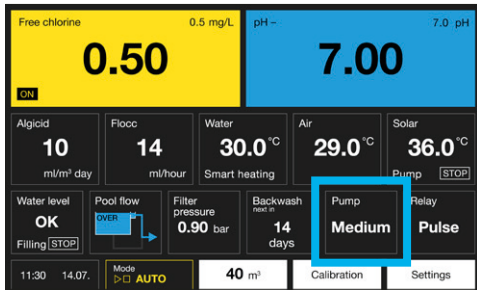 Free chlorine 0.5 mg/L pH – 7.0 pH
0.50 7.00
ON
Algicid Flocc Water Air Solar
10 14 30.0°C 29.0°C 36.0°C
ml/m³ day ml/hour Smart heating Pump STOP
Water level Pool flow Filter pressure Backwash next in Pump Relay
OK OVER 0.90 bar 14 days Medium Pulse
Filling STOP
11:30 14.07. Mode AUTO 40 m³ Calibration Settings